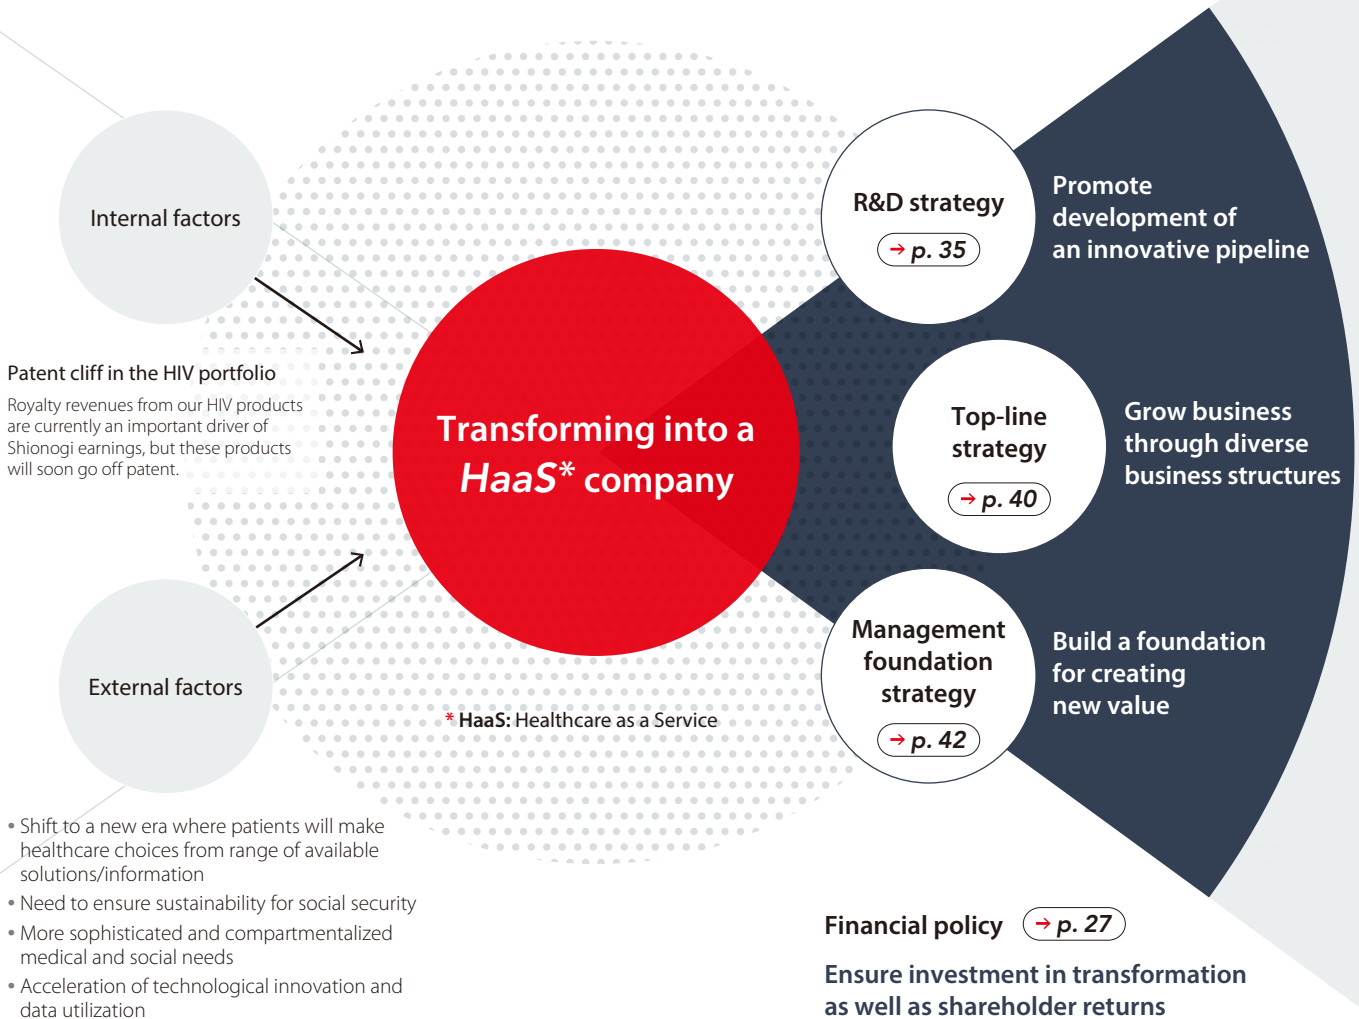 Internal factors
Patent cliff in the HIV portfolio
Royalty revenues from our HIV products
are currently an important driver of
Shionogi earnings, but these products
will soon go off patent.
External factors
• Shift to a new era where patients will make
healthcare choices from range of available
solutions/information
• Need to ensure sustainability for social security
• More sophisticated and compartmentalized
medical and social needs
• Acceleration of technological innovation and
data utilization
Transforming into a
HaaS* company
* HaaS: Healthcare as a Service
R&D strategy
→ p. 35
Promote
development of
an innovative pipeline
Top-line
strategy
→ p. 40
Grow business
through diverse
business structures
Management
foundation
strategy
→ p. 42
Build a foundation
for creating
new value
Financial policy → p. 27
Ensure investment in transformation
as well as shareholder returns